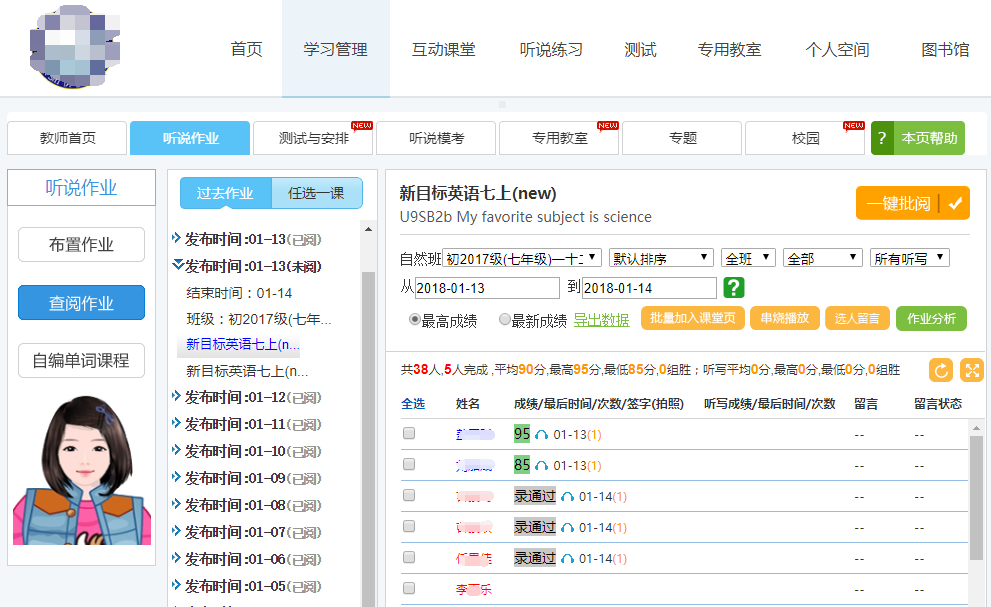 首页 学习管理 互动课堂 听说练习 测试 专用教室 个人空间 图书馆
教师首页 听说作业 测试与安排 NEW 听说模考 专用教室 NEW 专题 校园 NEW ? 本页帮助
听说作业
布置作业
查阅作业
自编单词课程
过去作业 任选一课
发布时间:01-13(已阅)
发布时间:01-13(未阅)
结束时间：01-14
班级：初2017级(七年...
新目标英语七上(n...
新目标英语七上(n...
发布时间:01-12(已阅)
发布时间:01-11(已阅)
发布时间:01-10(已阅)
发布时间:01-09(已阅)
发布时间:01-08(已阅)
发布时间:01-07(已阅)
发布时间:01-06(已阅)
发布时间:01-05(已阅)
新目标英语七上(new)
U9SB2b My favorite subject is science
一键批阅
自然班 初2017级(七年级)—十 默认排序 全班 全部 所有听写
从 2018-01-13 到 2018-01-14 ?
最高成绩 最新成绩 导出数据 批量加入课堂页 串烧播放 选人留言 作业分析
共38人,5人完成 ,平均90分,最高95分,最低85分,0组胜；听写平均0分,最高0分,最低0分,0组胜
全选 姓名 成绩/最后时间/次数/签字(拍照) 听写成绩/最后时间/次数 留言 留言状态
95 01-13(1) -- --
85 01-13(1) -- --
录通过 01-14(1) -- --
录通过 01-14(1) -- --
录通过 01-14(1) -- --
李 乐 -- --